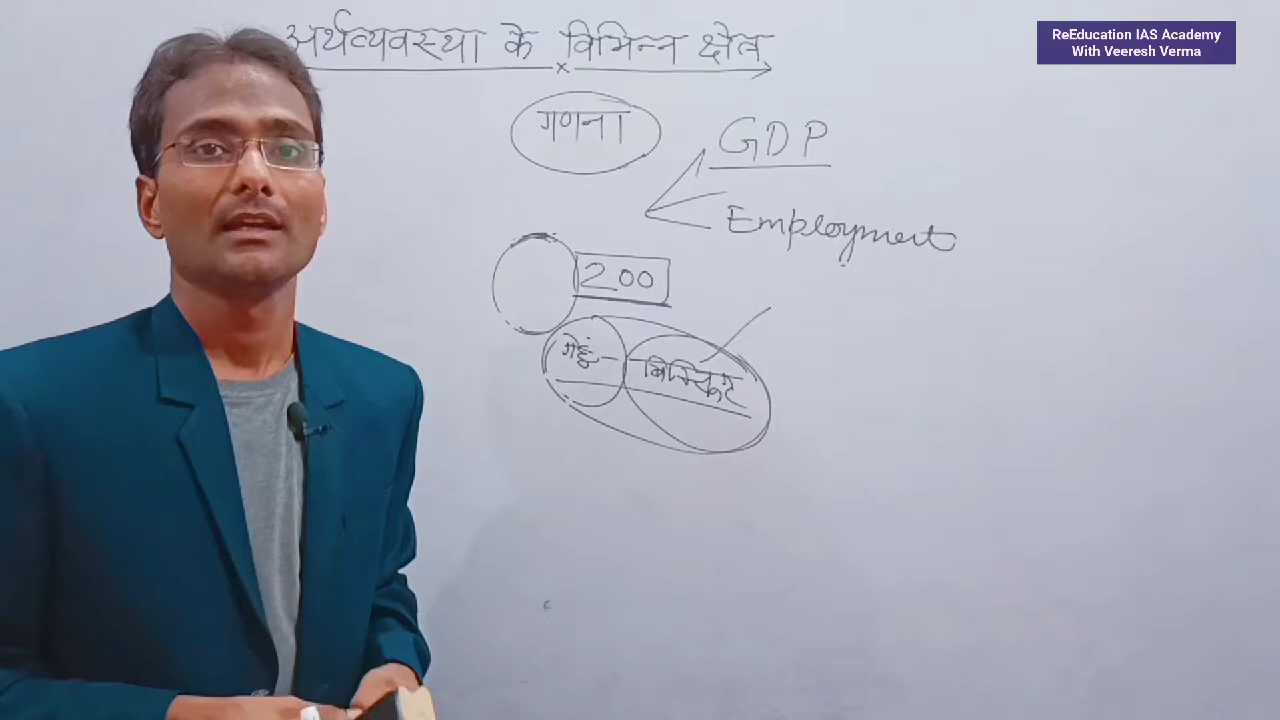 अर्थव्यवस्था के विभिन्न क्षेत्र
ReEducation IAS Academy
With Veeresh Verma
गणना
GDP
Employment
200
गेहूं - बिस्किट